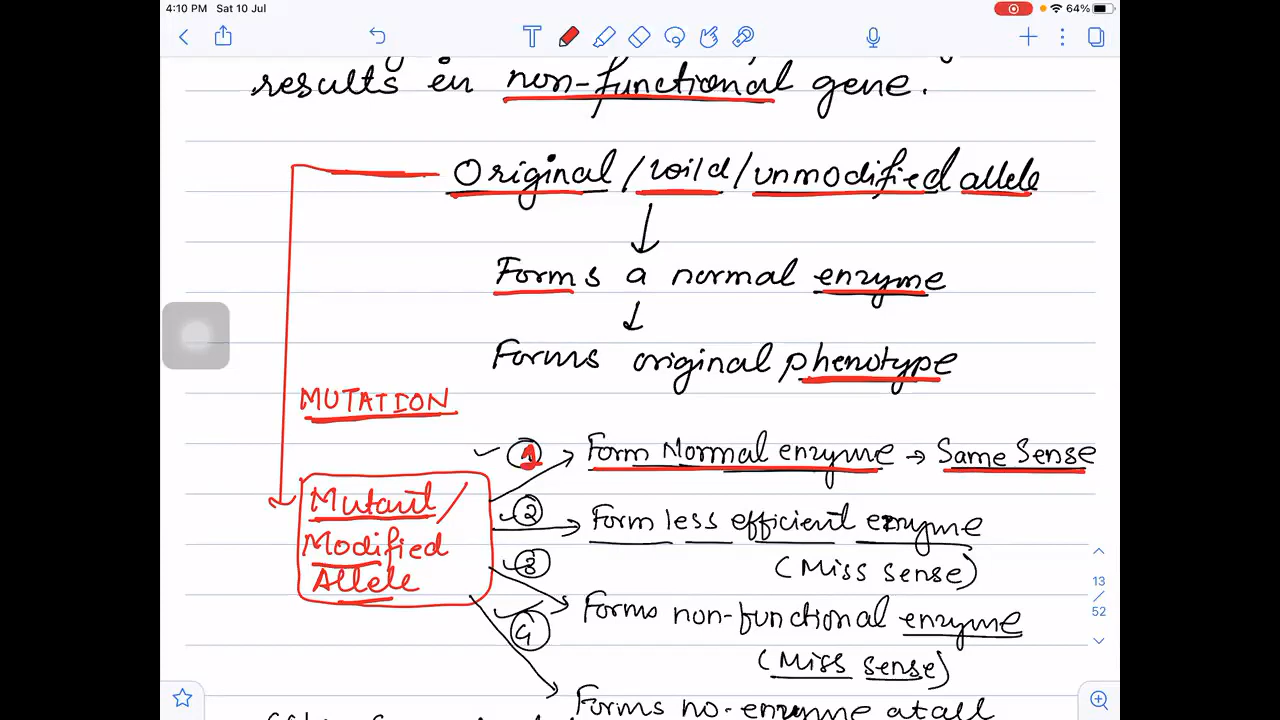 4:10 PM Sat 10 Jul
64%
results in non-functional gene.
Original / wild / unmodified allele
Forms a normal enzyme
Forms original phenotype
MUTATION
1 Form Normal enzyme → Same Sense
Mutant /
Modified
Allele
2 Form less efficient enzyme
(Miss sense)
3 Forms non-functional enzyme
(Miss sense)
4 Forms no-enzyme at all
13
/
52